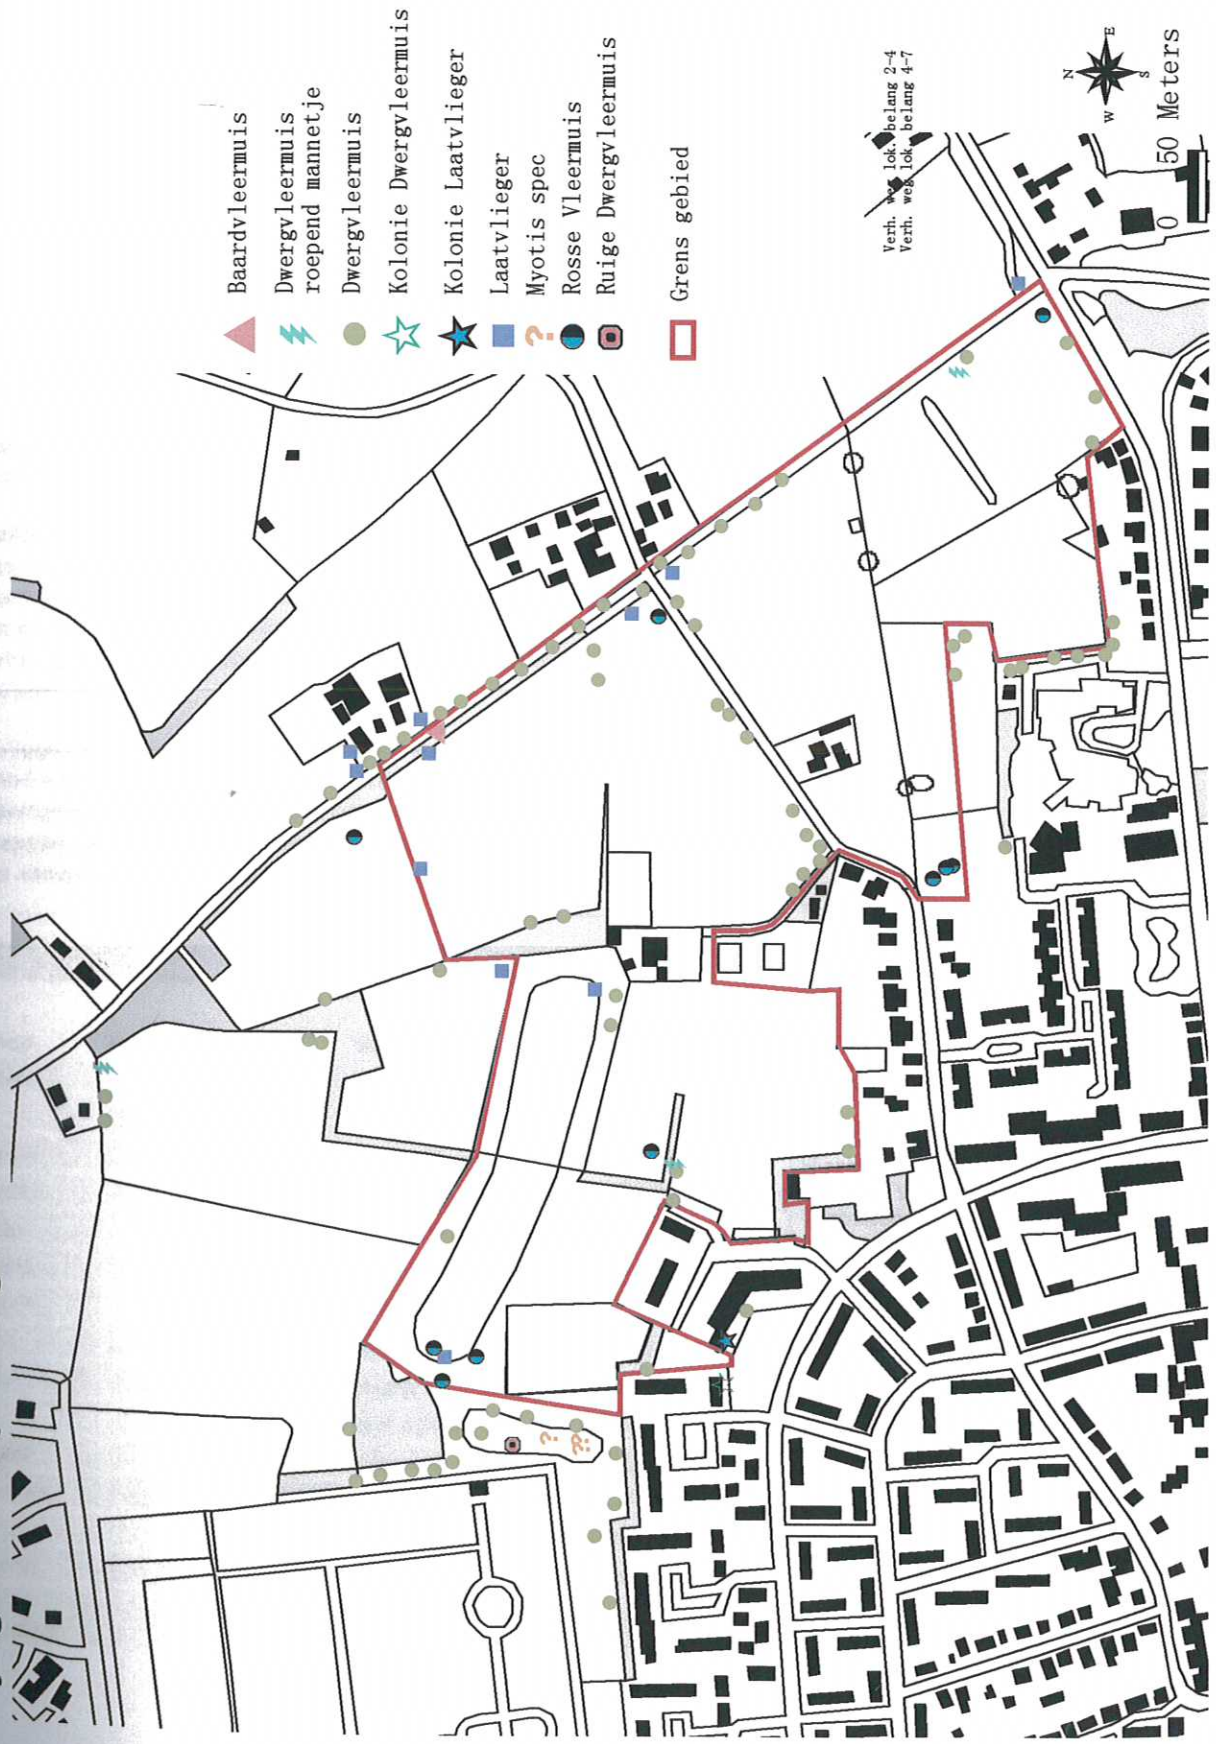 Baardvleermuis
Dwergvleermuis
roepend mannetje
Dwergvleermuis
Kolonie Dwergvleermuis
Kolonie Laatvlieger
Laatvlieger
Myotis spec
Rosse Vleermuis
Ruige Dwergvleermuis
Grens gebied
Verh. weg lok. belang 2-4
Verh. weg lok. belang 4-7
N
E
S
W
0 50 Meters